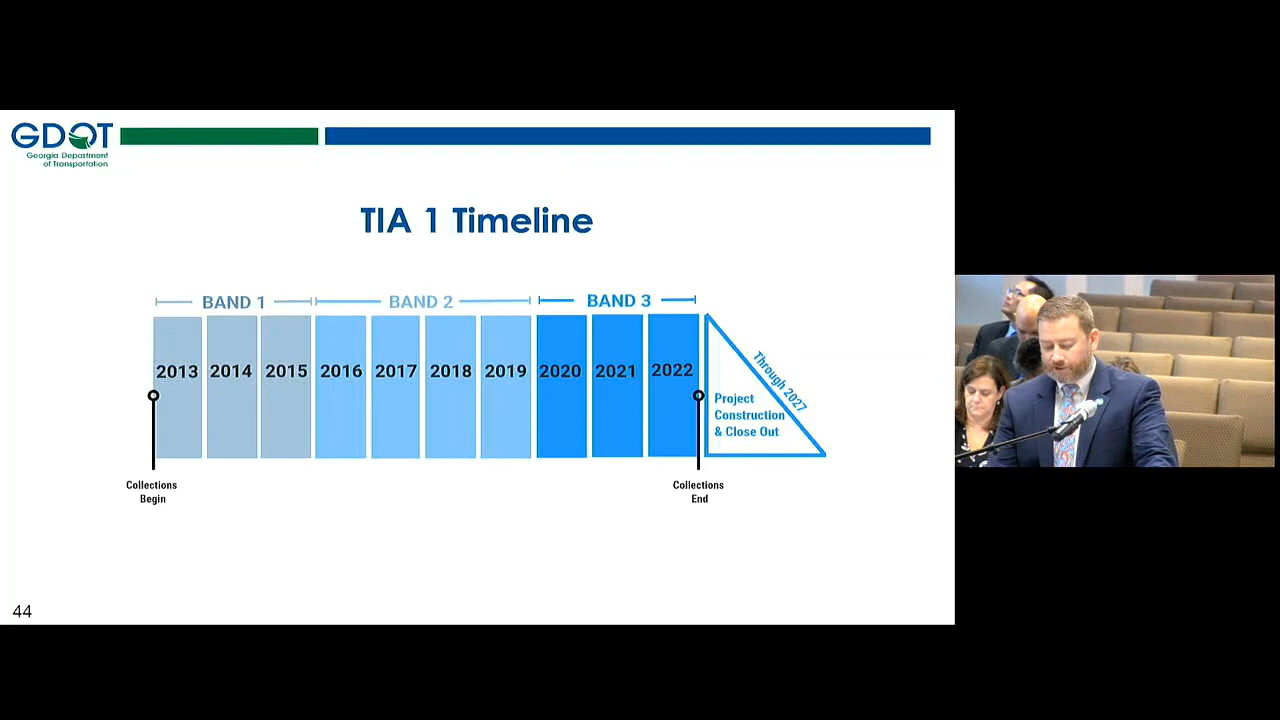 GDOT
Georgia Department
of Transportation
TIA 1 Timeline
BAND 1 BAND 2 BAND 3
2013 2014 2015 2016 2017 2018 2019 2020 2021 2022
Through 2027
Project
Construction
& Close Out
Collections
Begin
Collections
End
44